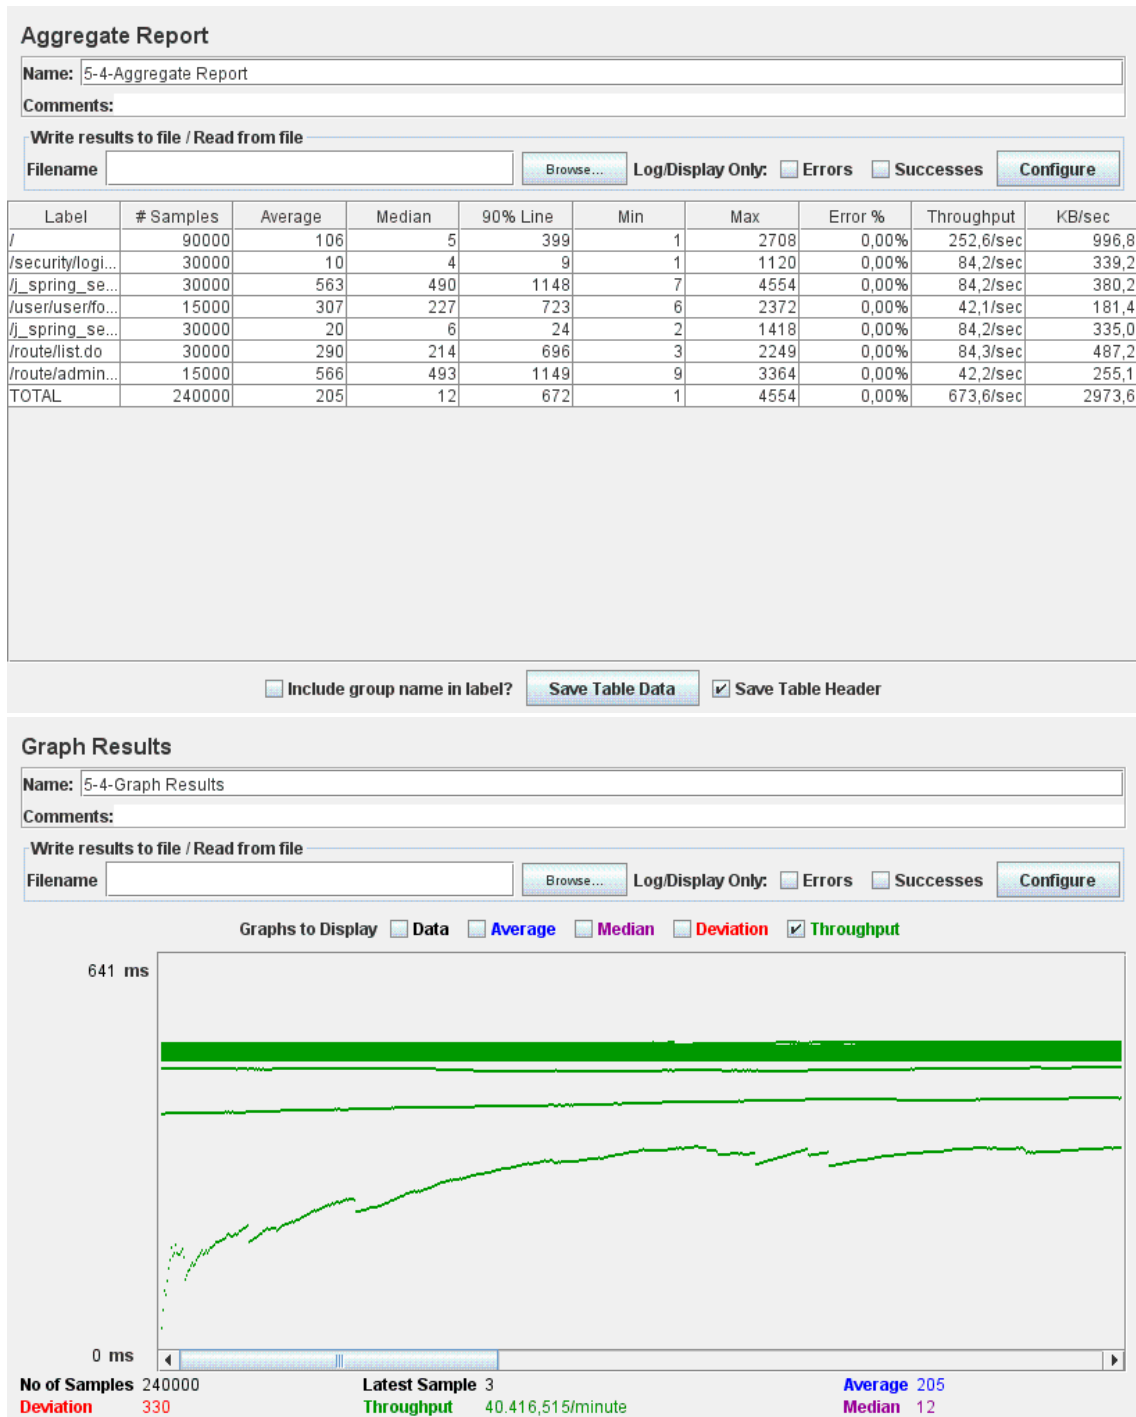 Aggregate Report
Name: 5-4-Aggregate Report
Comments:
Write results to file / Read from file
Filename Browse... Log/Display Only: Errors Successes Configure
Label # Samples Average Median 90% Line Min Max Error % Throughput KB/sec
/ 90000 106 5 399 1 2708 0,00% 252,6/sec 996,8
/security/logi... 30000 10 4 9 1 1120 0,00% 84,2/sec 339,2
/j_spring_se... 30000 563 490 1148 7 4554 0,00% 84,2/sec 380,2
/user/user/fo... 15000 307 227 723 6 2372 0,00% 42,1/sec 181,4
/j_spring_se... 30000 20 6 24 2 1418 0,00% 84,2/sec 335,0
/route/list.do 30000 290 214 696 3 2249 0,00% 84,3/sec 487,2
/route/admin... 15000 566 493 1149 9 3364 0,00% 42,2/sec 255,1
TOTAL 240000 205 12 672 1 4554 0,00% 673,6/sec 2973,6
Include group name in label? Save Table Data Save Table Header
Graph Results
Name: 5-4-Graph Results
Comments:
Write results to file / Read from file
Filename Browse... Log/Display Only: Errors Successes Configure
Graphs to Display Data Average Median Deviation Throughput
641 ms
0 ms
No of Samples 240000 Latest Sample 3 Average 205
Deviation 330 Throughput 40.416,515/minute Median 12